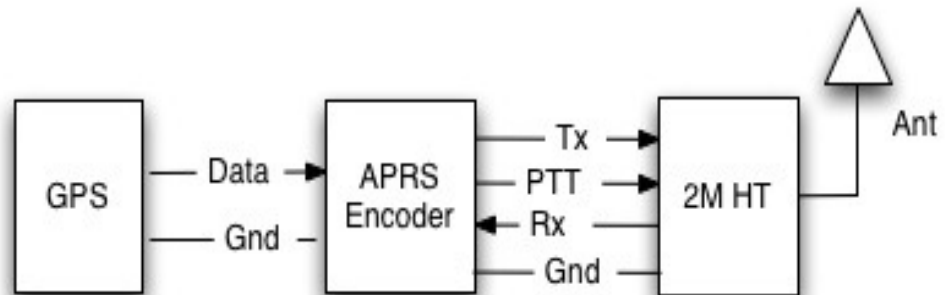 GPS
Data
Gnd
APRS
Encoder
Tx
PTT
Rx
Gnd
2M HT
Ant